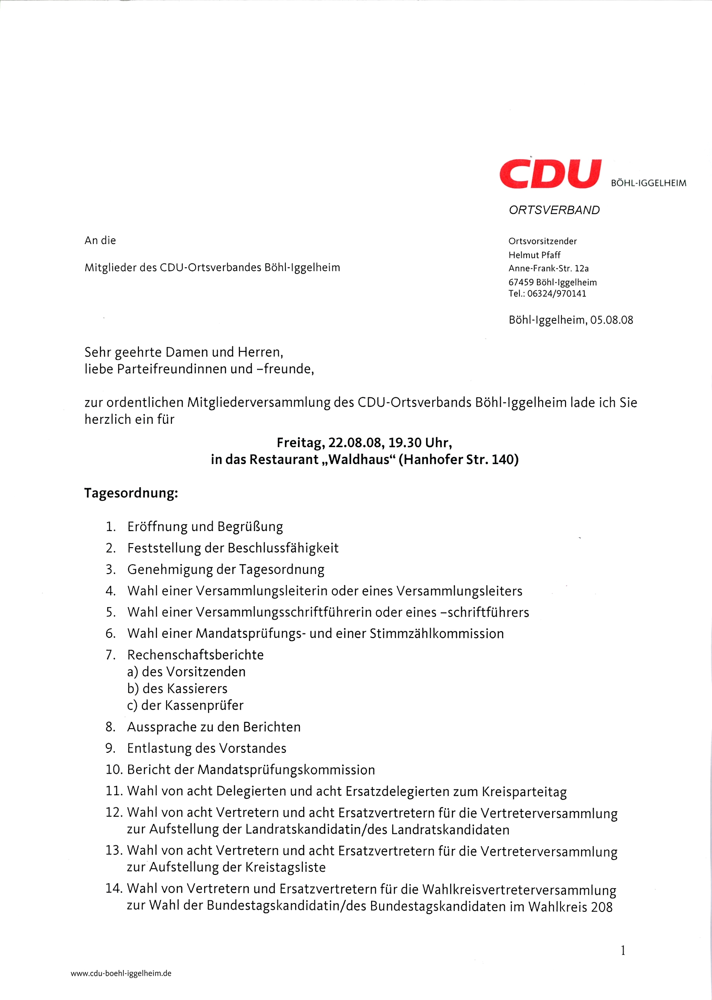 CDU BÖHL-IGGELHEIM
ORTSVERBAND
An die
Mitglieder des CDU-Ortsverbandes Böhl-Iggelheim
Ortsvorsitzender
Helmut Pfaff
Anne-Frank-Str. 12a
67459 Böhl-Iggelheim
Tel.: 06324/970141
Böhl-Iggelheim, 05.08.08
Sehr geehrte Damen und Herren,
liebe Parteifreundinnen und –freunde,
zur ordentlichen Mitgliederversammlung des CDU-Ortsverbands Böhl-Iggelheim lade ich Sie
herzlich ein für
Freitag, 22.08.08, 19.30 Uhr,
in das Restaurant „Waldhaus“ (Hanhofer Str. 140)
Tagesordnung:
1. Eröffnung und Begrüßung
2. Feststellung der Beschlussfähigkeit
3. Genehmigung der Tagesordnung
4. Wahl einer Versammlungsleiterin oder eines Versammlungsleiters
5. Wahl einer Versammlungsschriftführerin oder eines –schriftführers
6. Wahl einer Mandatsprüfungs- und einer Stimmzählkommission
7. Rechenschaftsberichte
a) des Vorsitzenden
b) des Kassierers
c) der Kassenprüfer
8. Aussprache zu den Berichten
9. Entlastung des Vorstandes
10. Bericht der Mandatsprüfungskommission
11. Wahl von acht Delegierten und acht Ersatzdelegierten zum Kreisparteitag
12. Wahl von acht Vertretern und acht Ersatzvertretern für die Vertreterversammlung
zur Aufstellung der Landratskandidatin/des Landratskandidaten
13. Wahl von acht Vertretern und acht Ersatzvertretern für die Vertreterversammlung
zur Aufstellung der Kreistagsliste
14. Wahl von Vertretern und Ersatzvertretern für die Wahlkreisvertreterversammlung
zur Wahl der Bundestagskandidatin/des Bundestagskandidaten im Wahlkreis 208
1
www.cdu-boehl-iggelheim.de